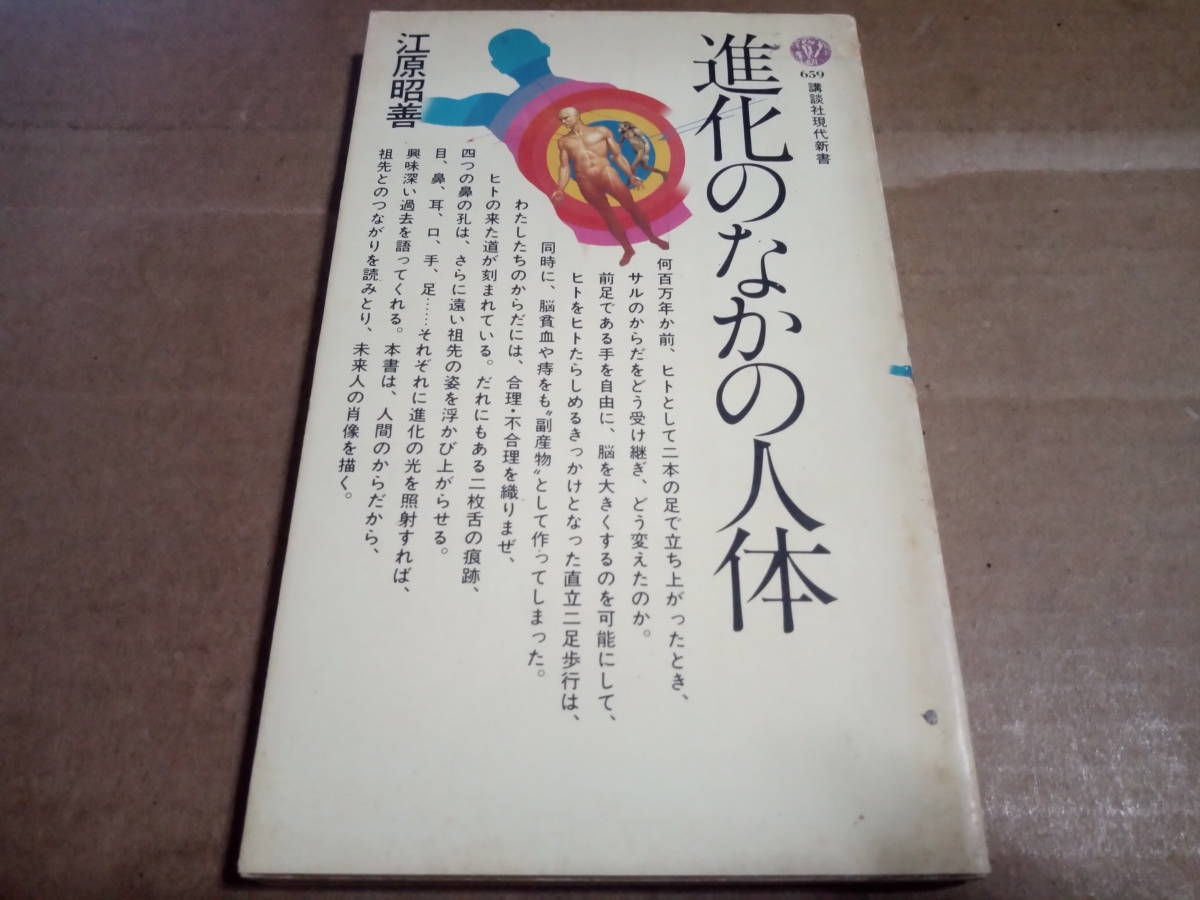 659
講談社現代新書
進化のなかの人体
江原昭善
何百万年か前、ヒトとして二本の足で立ち上がったとき、
サルのからだをどう受け継ぎ、どう変えたのか。
前足である手を自由に、脳を大きくするのを可能にして、
ヒトをヒトたらしめるきっかけとなった直立二足歩行は、
同時に、脳貧血や痔をも〝副産物〟として作ってしまった。
わたしたちのからだには、合理・不合理を織りまぜ、
ヒトの来た道が刻まれている。だれにもある二枚舌の痕跡、
四つの鼻の孔は、さらに遠い祖先の姿を浮かび上がらせる。
目、鼻、耳、口、手、足……それぞれに進化の光を照射すれば、
興味深い過去を語ってくれる。本書は、人間のからだから、
祖先とのつながりを読みとり、未来人の肖像を描く。